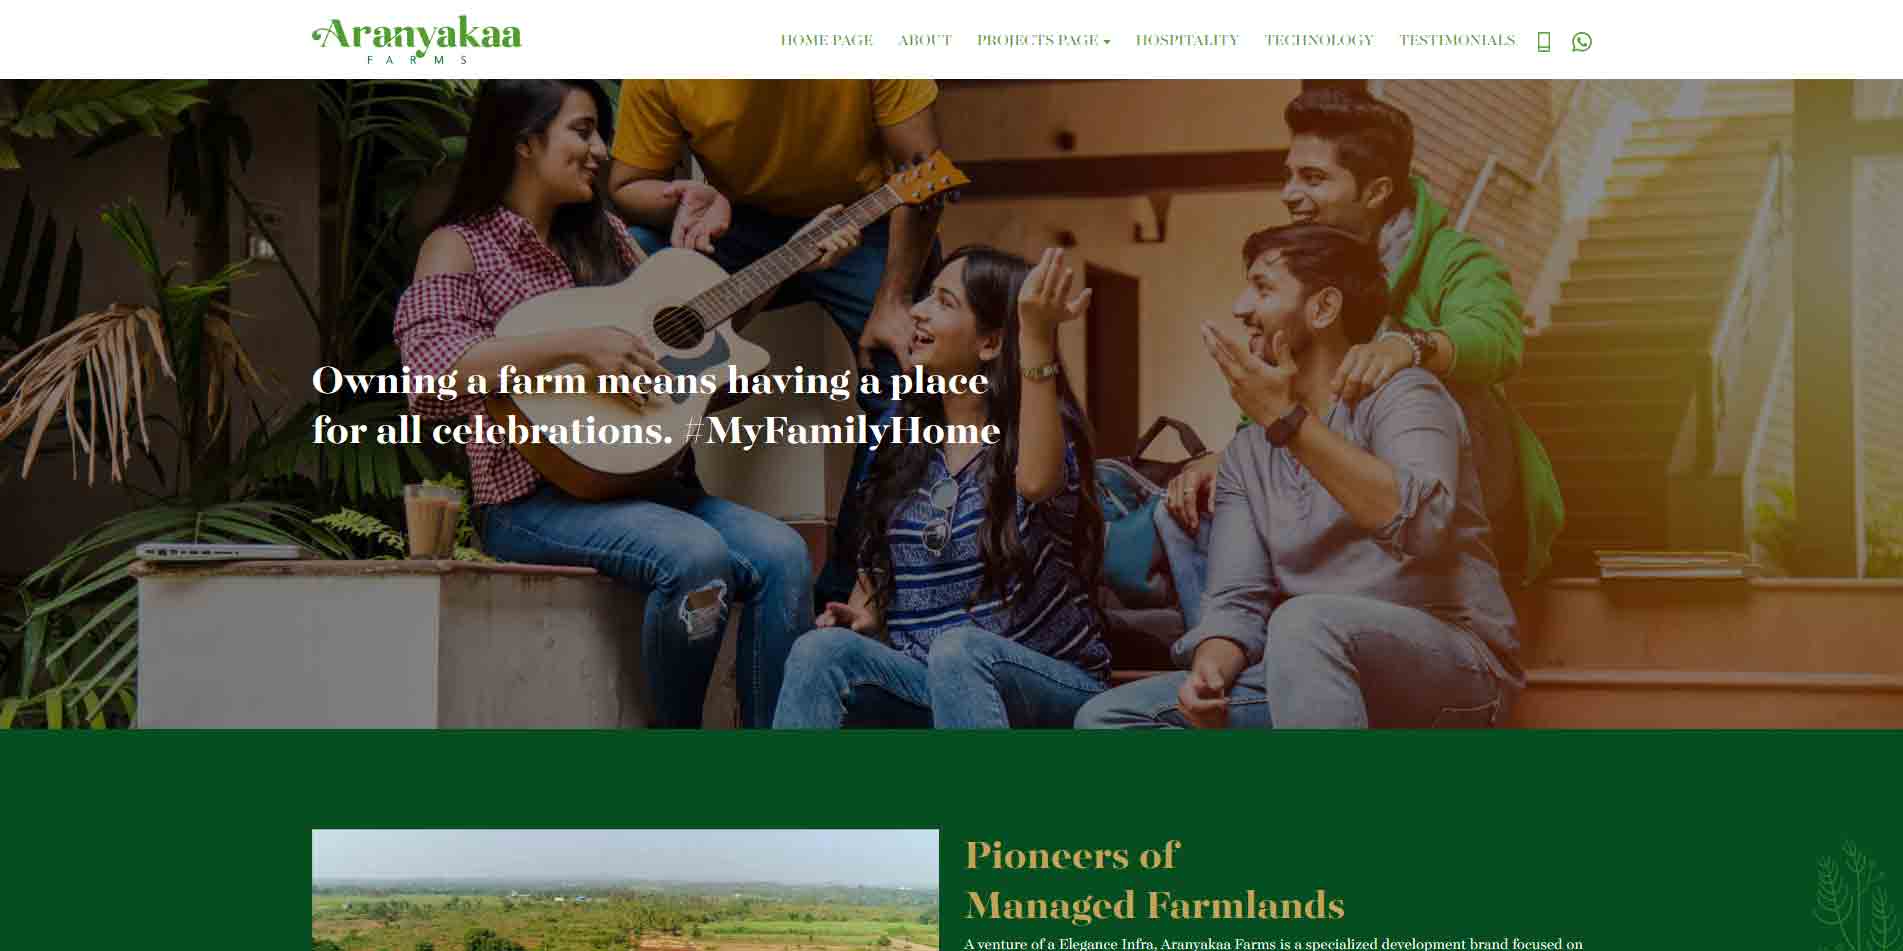 Aranyakaa
FARMS
HOME PAGE
ABOUT
PROJECTS PAGE
HOSPITALITY
TECHNOLOGY
TESTIMONIALS
Owning a farm means having a place
for all celebrations. #MyFamilyHome
Pioneers of
Managed Farmlands
A venture of a Elegance Infra, Aranyakaa Farms is a specialized development brand focused on